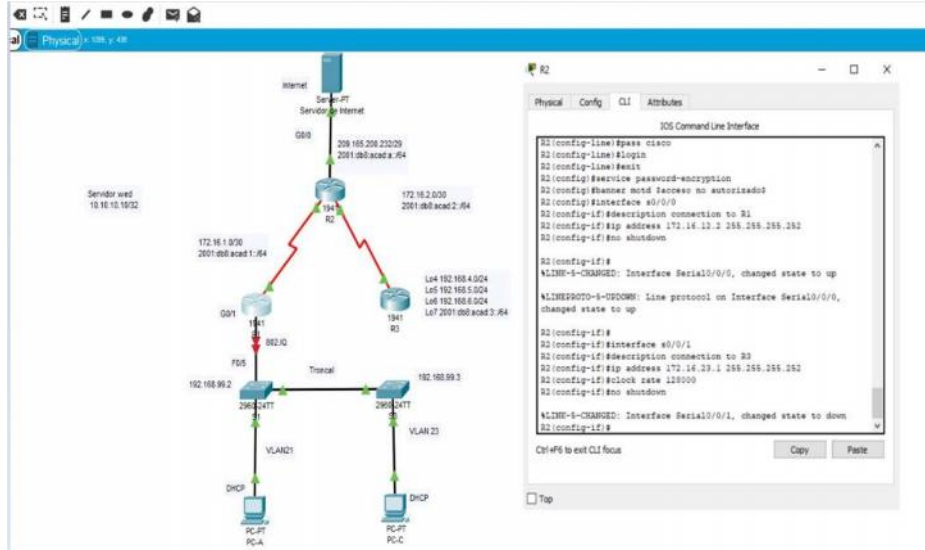 Physical x: 1099, y: 430
Internet
Server-PT
Servidor de Internet
G0/0
209.165.200.232/29
2001:db8:acad:a::/64
Servidor wed
10.10.10.10/32
1941
R2
172.16.2.0/30
2001:db8:acad:2::/64
172.16.1.0/30
2001:db8:acad:1::/64
Lo4 192.168.4.0/24
Lo5 192.168.5.0/24
Lo6 192.168.6.0/24
Lo7 2001:db8:acad:3::/64
G0/1
1941
1941
R3
802.IQ
F0/5
Troncal
192.168.99.2
192.168.99.3
2960-24TT
2960-24TT
VLAN21
VLAN 23
DHCP
DHCP
PC-PT
PC-A
PC-PT
PC-C
R2
Physical Config CLI Attributes
IOS Command Line Interface
R2(config-line)#pass cisco
R2(config-line)#login
R2(config-line)#exit
R2(config)#service password-encryption
R2(config)#banner motd $acceso no autorizado$
R2(config)#interface s0/0/0
R2(config-if)#description connection to R1
R2(config-if)#ip address 172.16.12.2 255.255.255.252
R2(config-if)#no shutdown
R2(config-if)#
%LINK-5-CHANGED: Interface Serial0/0/0, changed state to up
%LINEPROTO-5-UPDOWN: Line protocol on Interface Serial0/0/0,
changed state to up
R2(config-if)#
R2(config-if)#interface s0/0/1
R2(config-if)#description connection to R3
R2(config-if)#ip address 172.16.23.1 255.255.255.252
R2(config-if)#clock rate 128000
R2(config-if)#no shutdown
%LINK-5-CHANGED: Interface Serial0/0/1, changed state to down
R2(config-if)#
Ctrl+F6 to exit CLI focus
Copy
Paste
Top